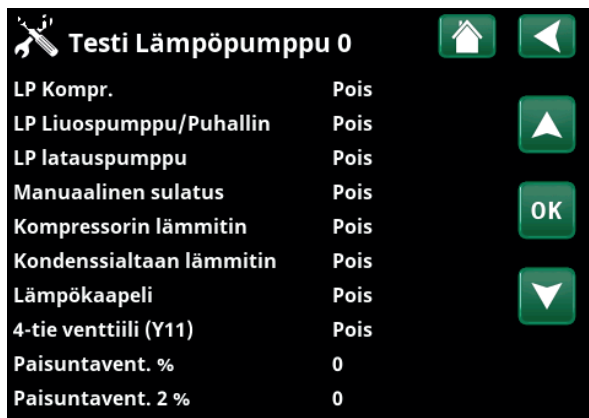 Testi Lämpöpumppu 0
LP Kompr. Pois
LP Liuospumppu/Puhallin Pois
LP latauspumppu Pois
Manuaalinen sulatus Pois
OK
Kompressorin lämmitin Pois
Kondenssialtaan lämmitin Pois
Lämpökaapeli Pois
4-tie venttiili (Y11) Pois
Paisuntavent. % 0
Paisuntavent. 2 % 0